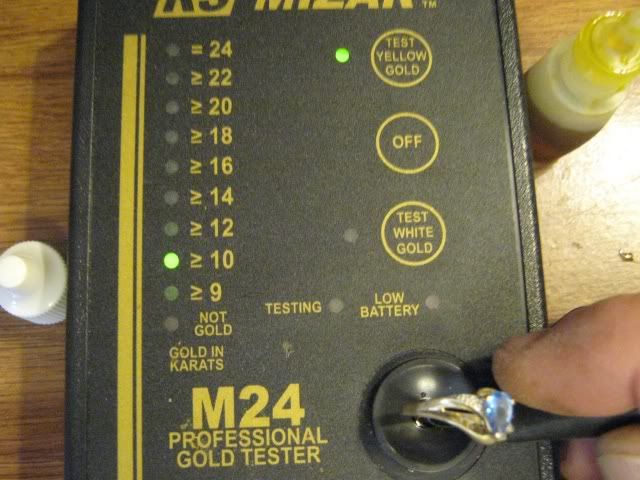 MIZAR™
= 24
≥ 22
≥ 20
≥ 18
≥ 16
≥ 14
≥ 12
≥ 10
≥ 9
NOT
GOLD
GOLD IN
KARATS
TEST
YELLOW
GOLD
OFF
TEST
WHITE
GOLD
TESTING
LOW
BATTERY
M24
PROFESSIONAL
GOLD TESTER